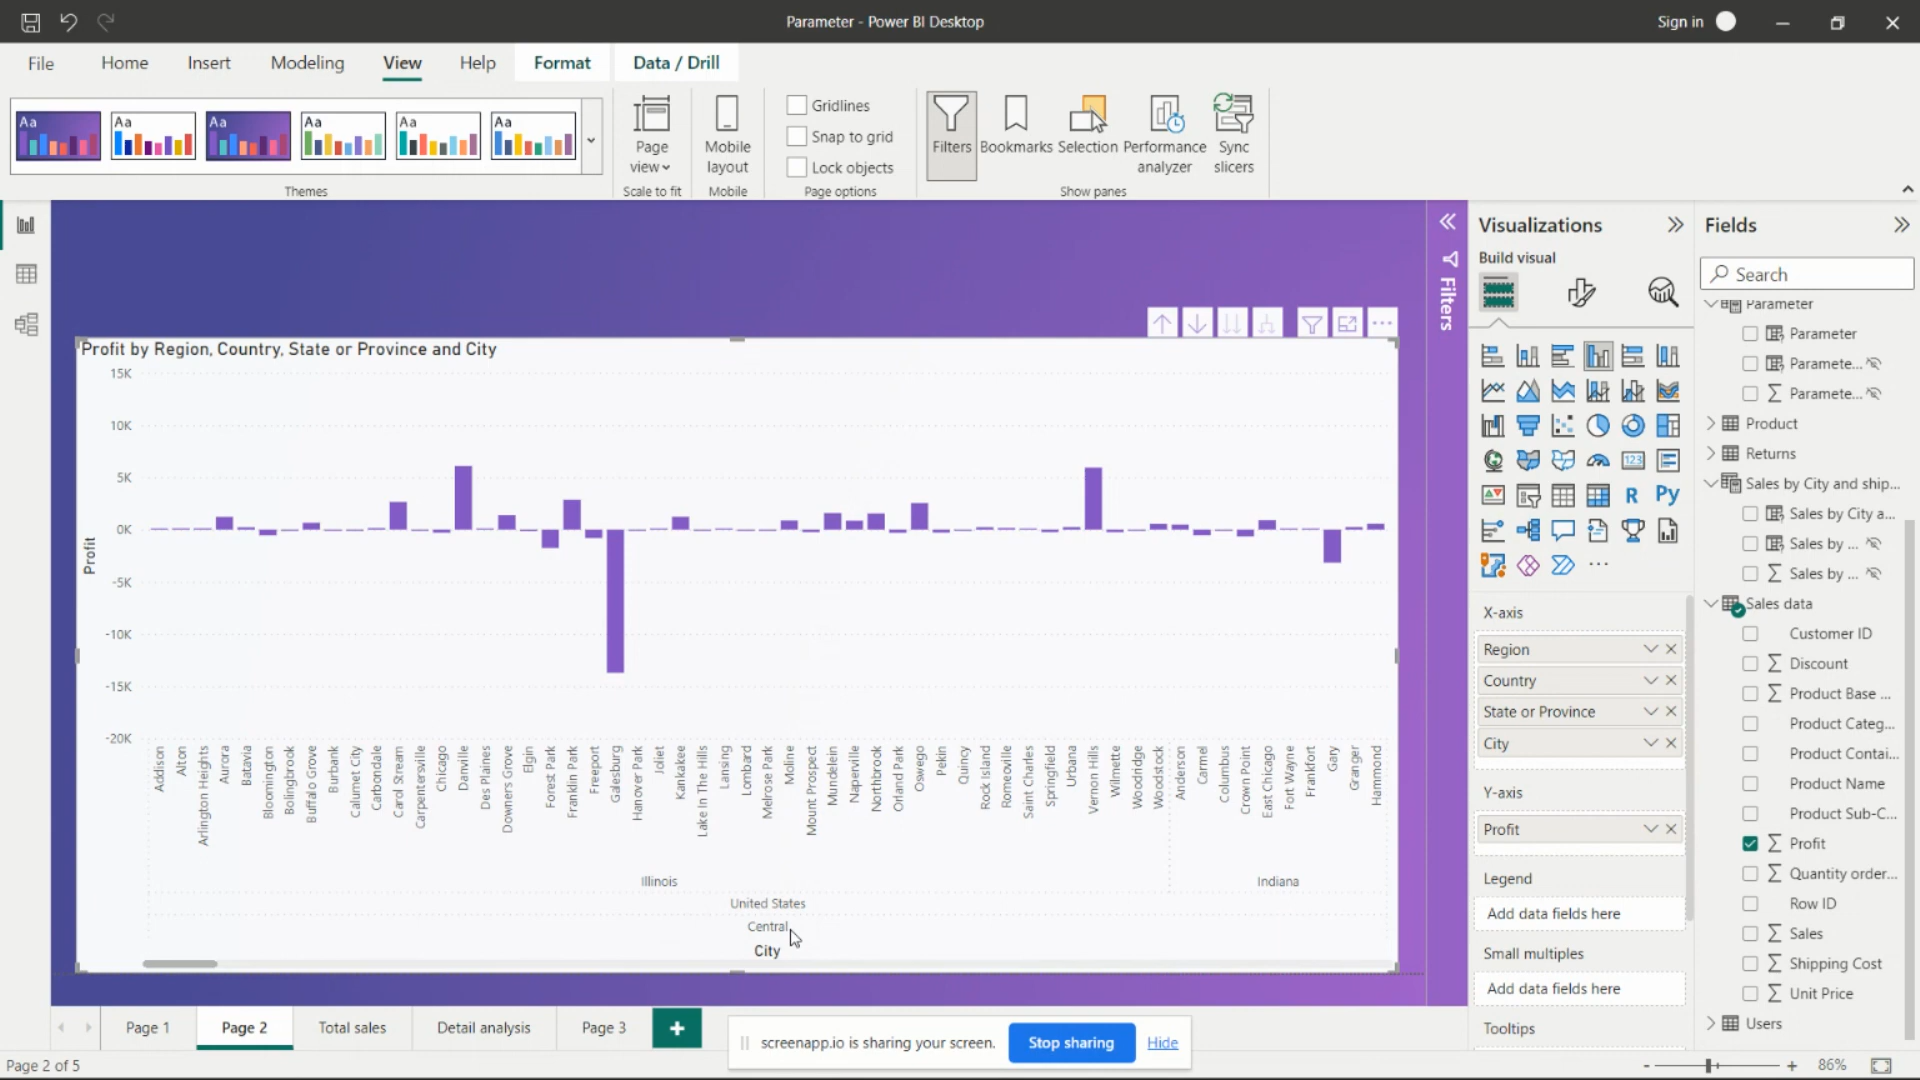 Parameter - Power BI Desktop
Sign in
File Home Insert Modeling View Help Format Data / Drill
Aa Aa Aa Aa Aa Aa
Themes
Page view
Scale to fit
Mobile layout
Mobile
Gridlines
Snap to grid
Lock objects
Page options
Filters
Bookmarks
Selection
Performance analyzer
Sync slicers
Show panes
Profit by Region, Country, State or Province and City
15K
10K
5K
0K
-5K
-10K
-15K
-20K
Profit
Addison
Alton
Arlington Heights
Aurora
Batavia
Bloomington
Bolingbrook
Buffalo Grove
Burbank
Calumet City
Carbondale
Carol Stream
Carpentersville
Chicago
Danville
Des Plaines
Downers Grove
Elgin
Forest Park
Franklin Park
Freeport
Galesburg
Hanover Park
Joliet
Kankakee
Lake In The Hills
Lansing
Lombard
Melrose Park
Moline
Mount Prospect
Mundelein
Naperville
Northbrook
Orland Park
Oswego
Pekin
Quincy
Rock Island
Romeoville
Saint Charles
Springfield
Urbana
Vernon Hills
Wilmette
Woodridge
Woodstock
Anderson
Carmel
Columbus
Crown Point
East Chicago
Fort Wayne
Frankfort
Gary
Granger
Hammond
Illinois
Indiana
United States
Central
City
Filters
Visualizations
Build visual
123
R
Py
X-axis
Region
Country
State or Province
City
Y-axis
Profit
Legend
Add data fields here
Small multiples
Add data fields here
Tooltips
Fields
Search
Parameter
Parameter
Paramete...
Paramete...
Product
Returns
Sales by City and ship...
Sales by City a...
Sales by ...
Sales by ...
Sales data
Customer ID
Discount
Product Base ...
Product Categ...
Product Contai...
Product Name
Product Sub-C...
Profit
Quantity order...
Row ID
Sales
Shipping Cost
Unit Price
Users
Page 1
Page 2
Total sales
Detail analysis
Page 3
screenapp.io is sharing your screen.
Stop sharing
Hide
Page 2 of 5
86%